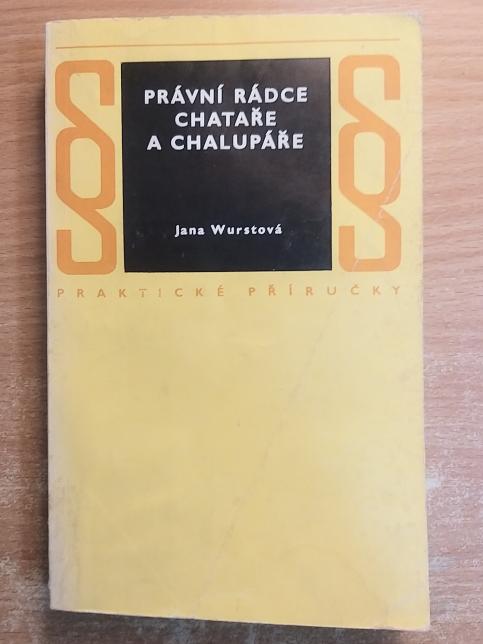 § §
PRÁVNÍ RÁDCE
CHATAŘE
A CHALUPÁŘE
Jana Wurstová
PRAKTICKÉ PŘÍRUČKY